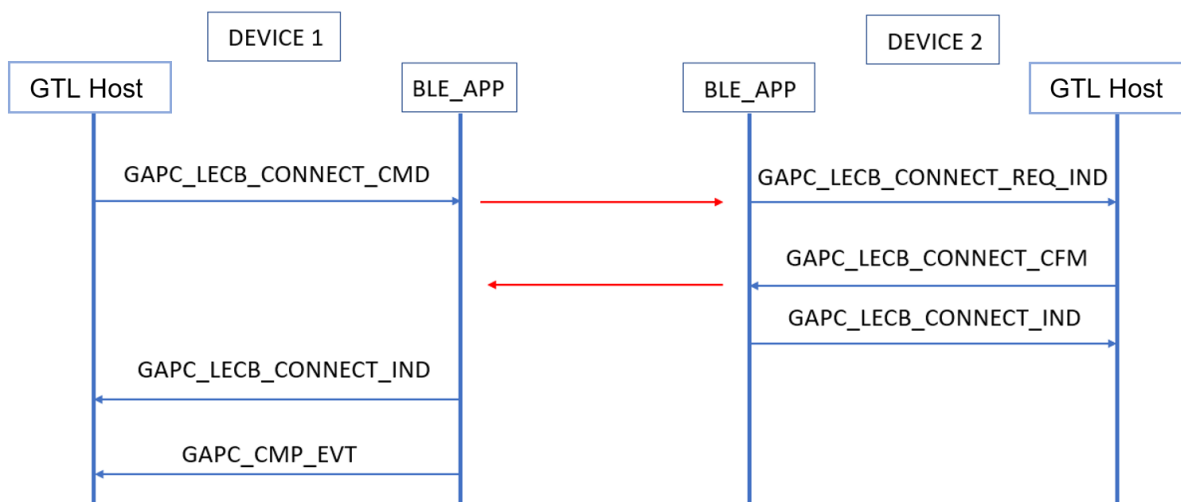 DEVICE 1
DEVICE 2
GTL Host
BLE_APP
BLE_APP
GTL Host
GAPC_LECB_CONNECT_CMD
GAPC_LECB_CONNECT_REQ_IND
GAPC_LECB_CONNECT_CFM
GAPC_LECB_CONNECT_IND
GAPC_LECB_CONNECT_IND
GAPC_CMP_EVT